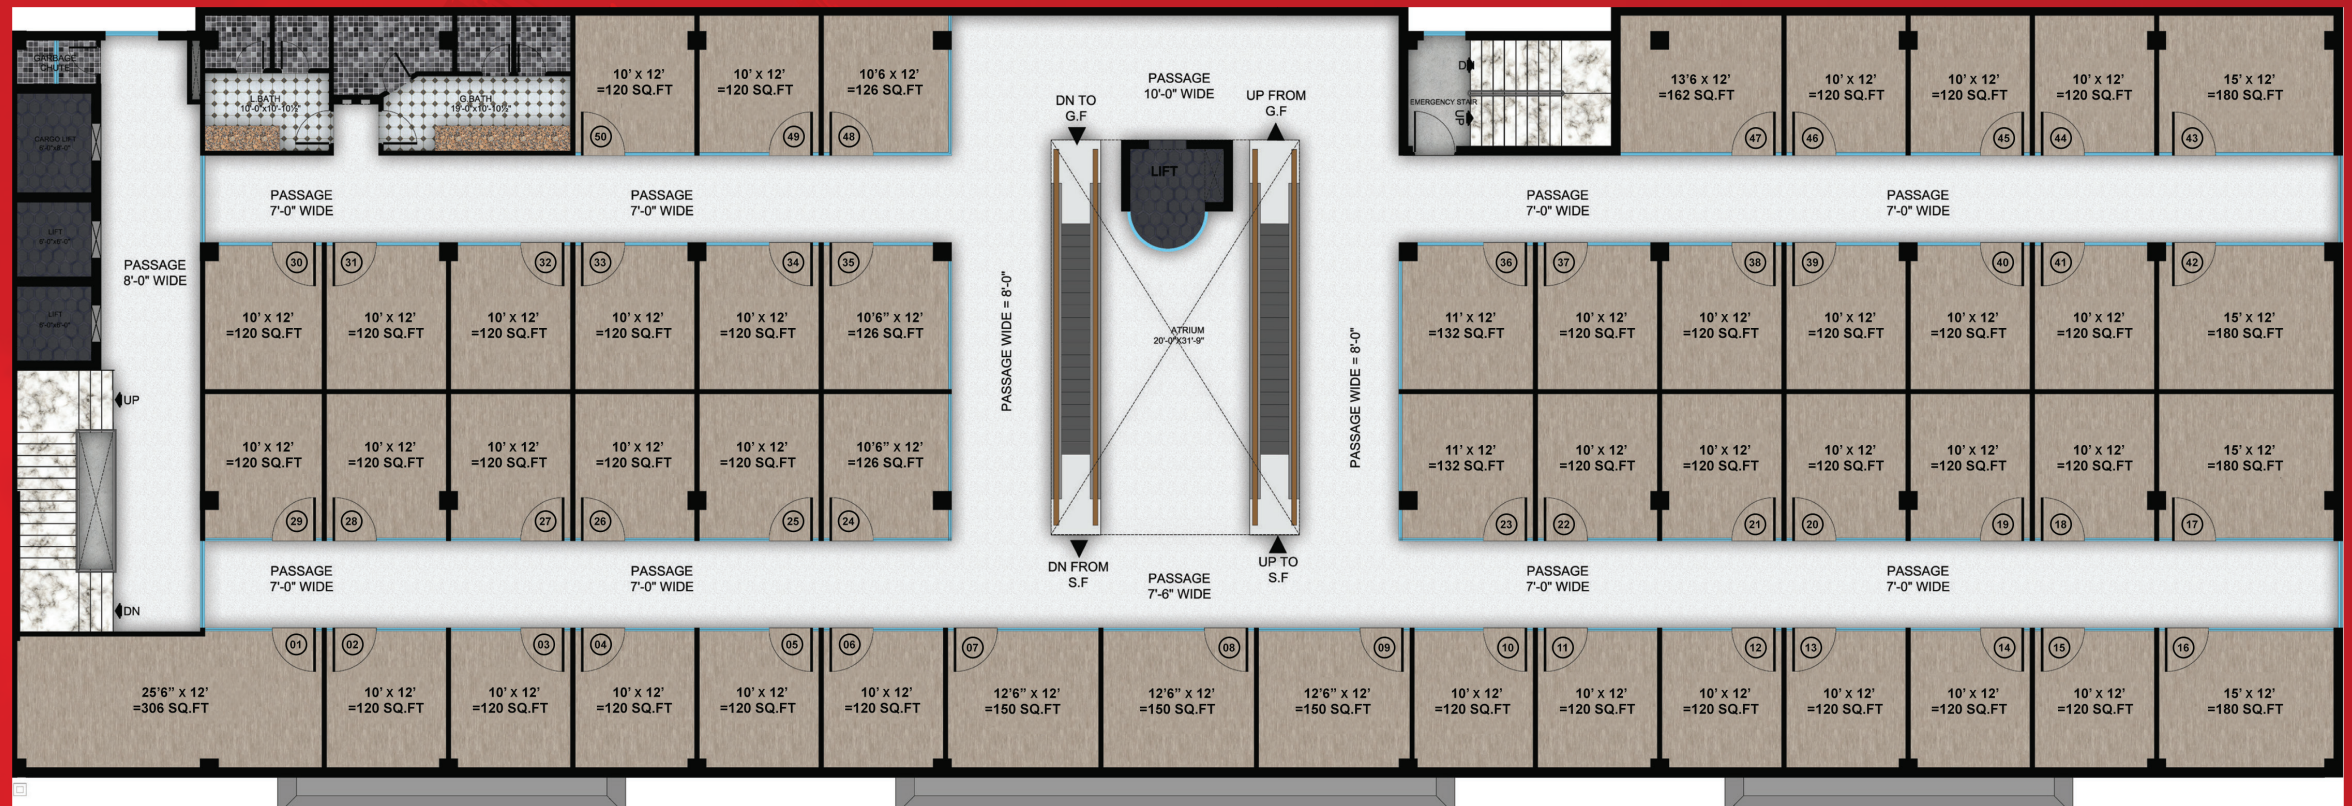 GARBAGE
CHUTES
L.BATH
10'-0"x10'-10½"
G.BATH
19'-0"x10'-10½"
10' X 12'
=120 SQ.FT
50
10' X 12'
=120 SQ.FT
49
10'6 X 12'
=126 SQ.FT
48
PASSAGE
10'-0" WIDE
DN TO
G.F
UP FROM
G.F
LIFT
EMERGENCY STAIR
UP
13'6 X 12'
=162 SQ.FT
47
10' X 12'
=120 SQ.FT
46
10' X 12'
=120 SQ.FT
45
10' X 12'
=120 SQ.FT
44
15' X 12'
=180 SQ.FT
43
CARGO LIFT
LIFT
LIFT
PASSAGE
8'-0" WIDE
UP
DN
PASSAGE
7'-0" WIDE
PASSAGE
7'-0" WIDE
PASSAGE
7'-0" WIDE
PASSAGE
7'-0" WIDE
30
31
32
33
34
35
10' X 12'
=120 SQ.FT
10' X 12'
=120 SQ.FT
10' X 12'
=120 SQ.FT
10' X 12'
=120 SQ.FT
10' X 12'
=120 SQ.FT
10'6" X 12'
=126 SQ.FT
PASSAGE WIDE = 8'-0"
ATRIUM
20'-0"X31'-9"
PASSAGE WIDE = 8'-0"
36
37
38
39
40
41
42
11' X 12'
=132 SQ.FT
10' X 12'
=120 SQ.FT
10' X 12'
=120 SQ.FT
10' X 12'
=120 SQ.FT
10' X 12'
=120 SQ.FT
10' X 12'
=120 SQ.FT
15' X 12'
=180 SQ.FT
10' X 12'
=120 SQ.FT
10' X 12'
=120 SQ.FT
10' X 12'
=120 SQ.FT
10' X 12'
=120 SQ.FT
10' X 12'
=120 SQ.FT
10'6" X 12'
=126 SQ.FT
29
28
27
26
25
24
11' X 12'
=132 SQ.FT
10' X 12'
=120 SQ.FT
10' X 12'
=120 SQ.FT
10' X 12'
=120 SQ.FT
10' X 12'
=120 SQ.FT
10' X 12'
=120 SQ.FT
15' X 12'
=180 SQ.FT
23
22
21
20
19
18
17
PASSAGE
7'-0" WIDE
PASSAGE
7'-0" WIDE
DN FROM
S.F
PASSAGE
7'-6" WIDE
UP TO
S.F
PASSAGE
7'-0" WIDE
PASSAGE
7'-0" WIDE
01
02
03
04
05
06
07
08
09
10
11
12
13
14
15
16
25'6" X 12'
=306 SQ.FT
10' X 12'
=120 SQ.FT
10' X 12'
=120 SQ.FT
10' X 12'
=120 SQ.FT
10' X 12'
=120 SQ.FT
10' X 12'
=120 SQ.FT
12'6" X 12'
=150 SQ.FT
12'6" X 12'
=150 SQ.FT
12'6" X 12'
=150 SQ.FT
10' X 12'
=120 SQ.FT
10' X 12'
=120 SQ.FT
10' X 12'
=120 SQ.FT
10' X 12'
=120 SQ.FT
10' X 12'
=120 SQ.FT
10' X 12'
=120 SQ.FT
15' X 12'
=180 SQ.FT